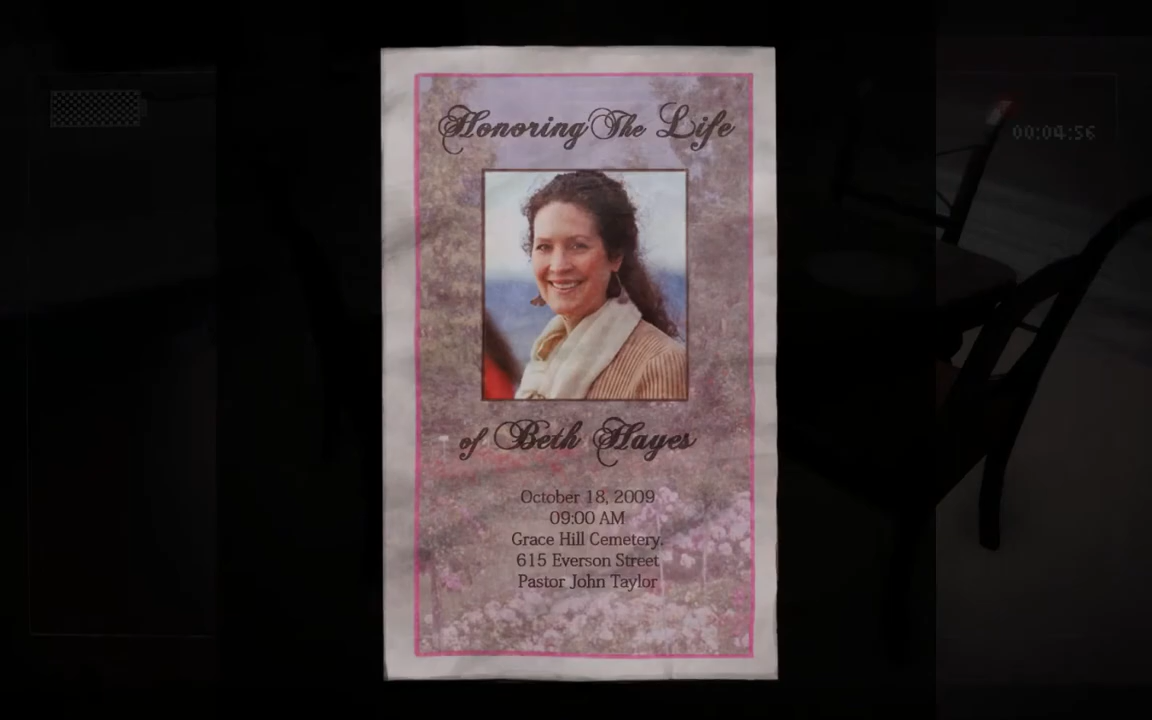 00:04:56
Honoring The Life
of Beth Hayes
October 18, 2009
09:00 AM
Grace Hill Cemetery,
615 Everson Street
Pastor John Taylor